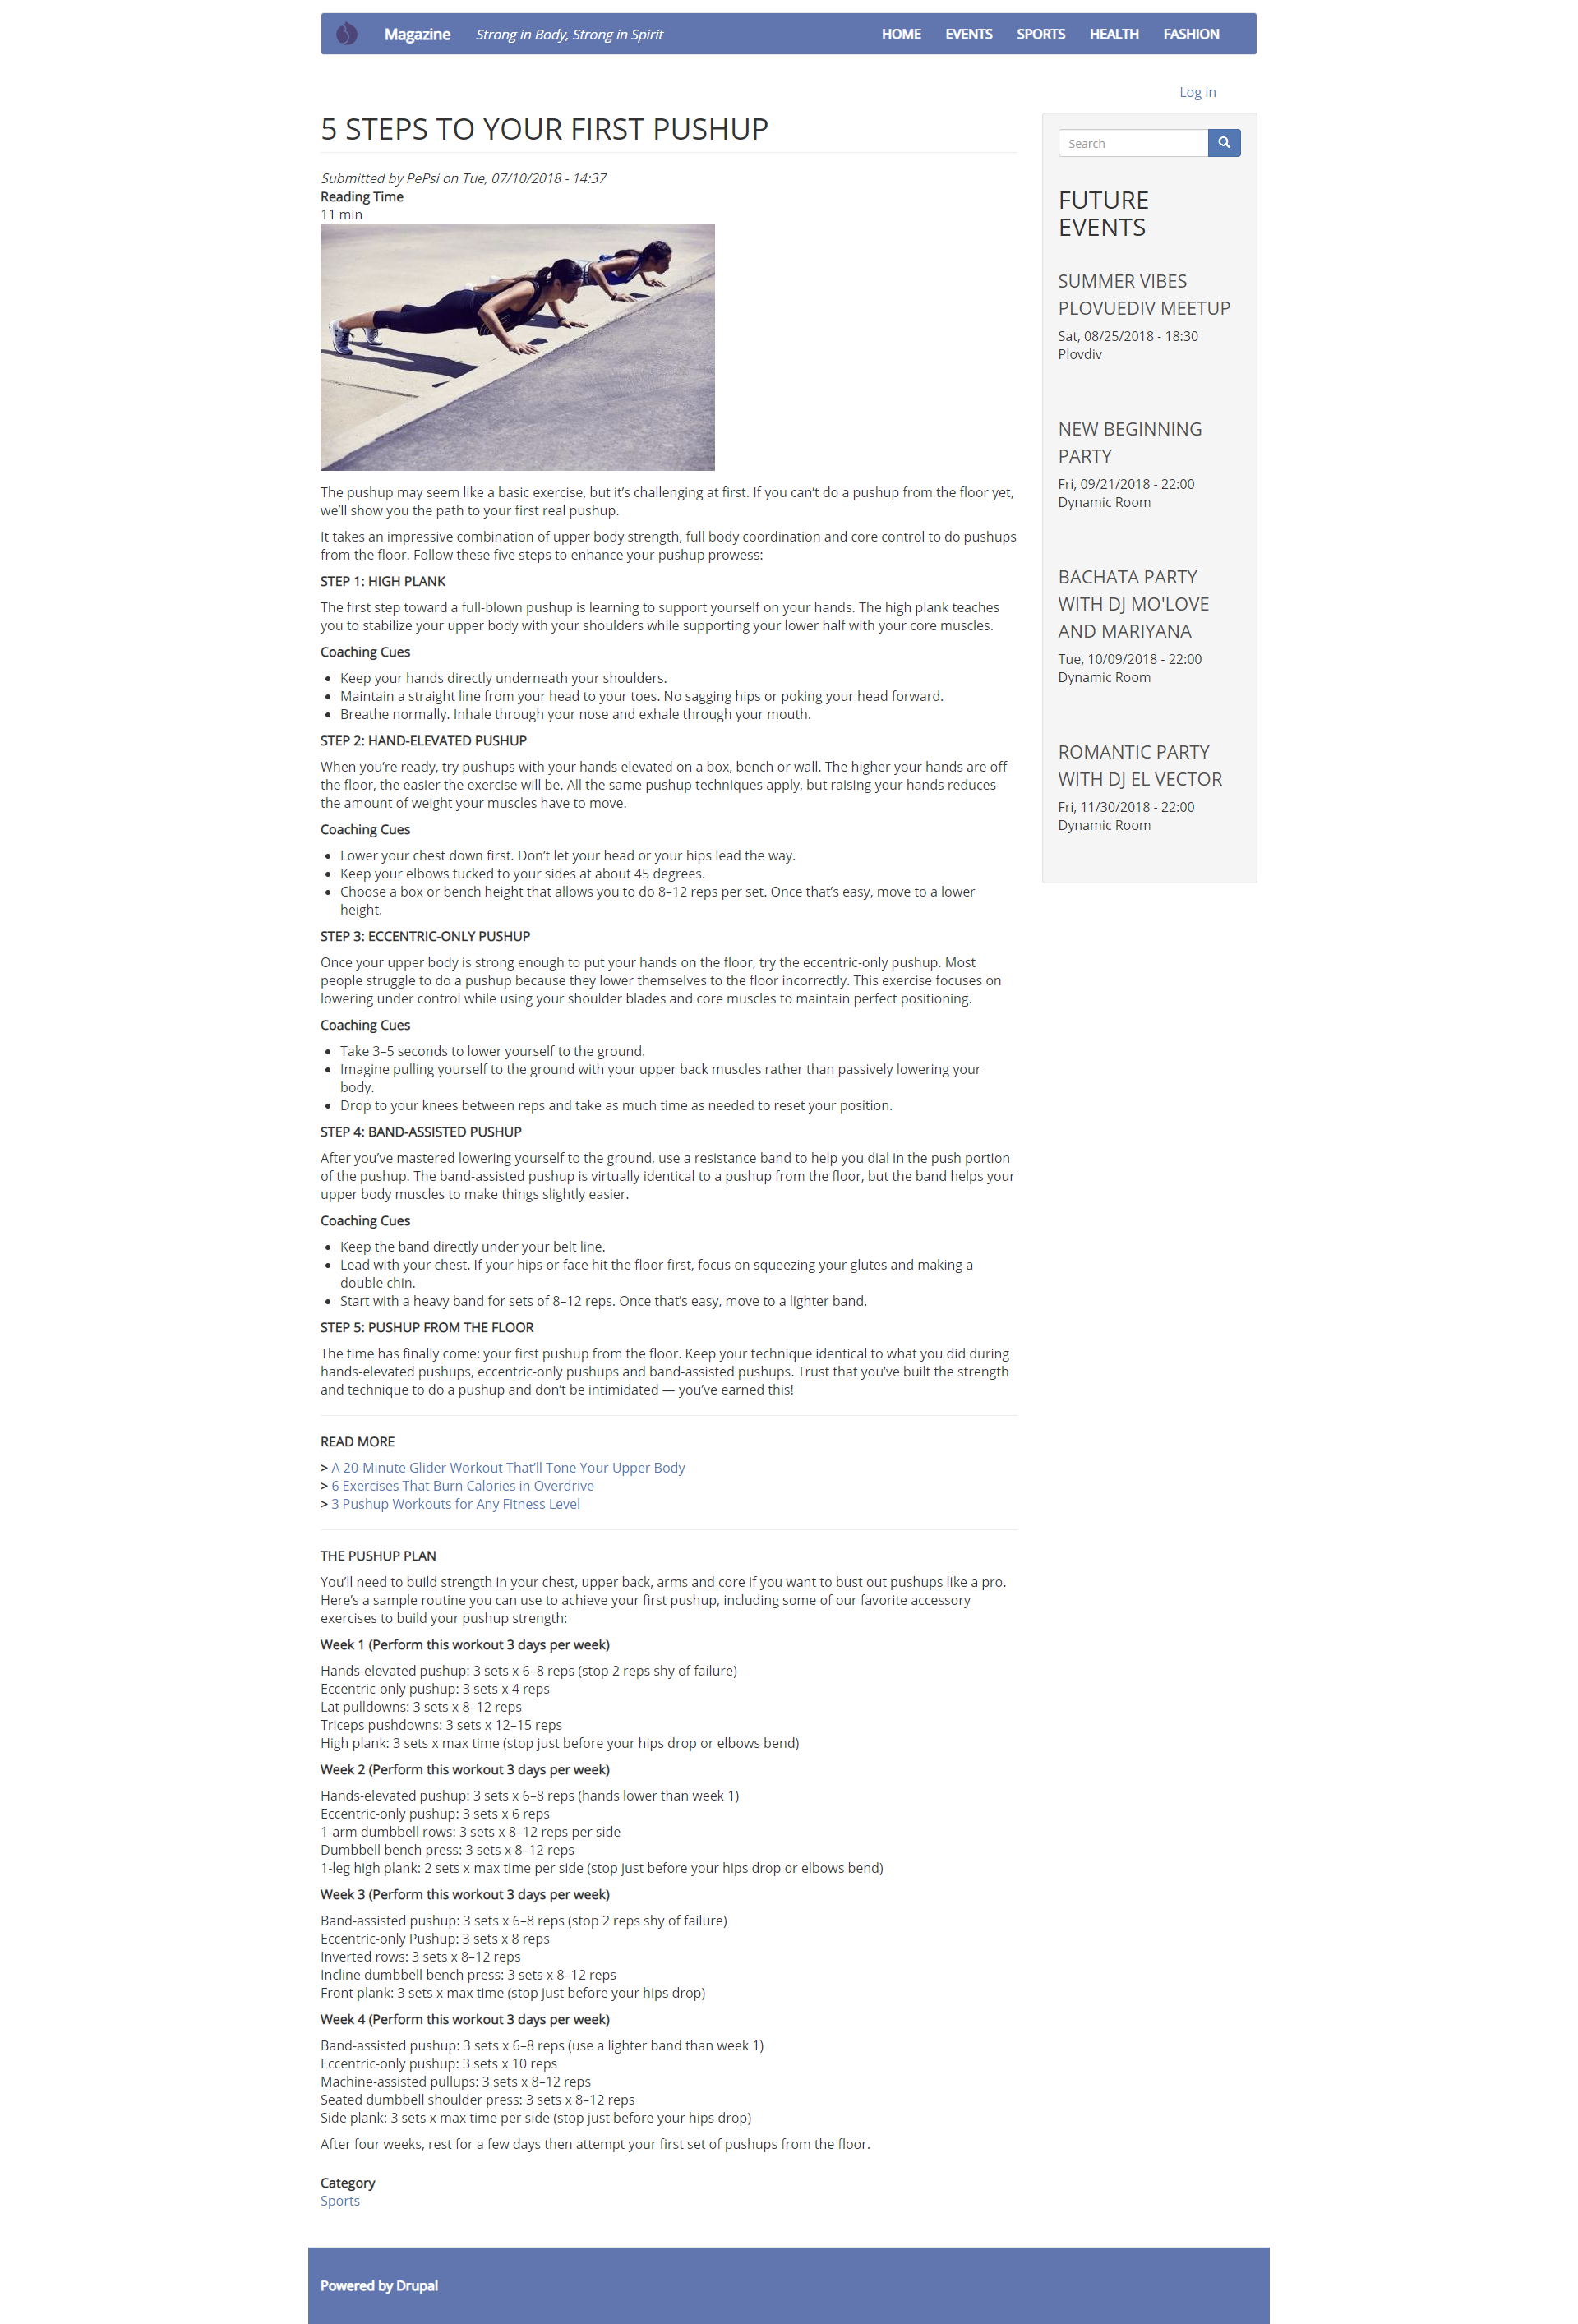 Magazine
Strong in Body, Strong in Spirit
HOME EVENTS SPORTS HEALTH FASHION
Log in
5 STEPS TO YOUR FIRST PUSHUP
Submitted by PePsi on Tue, 07/10/2018 - 14:37
Reading Time
11 min
The pushup may seem like a basic exercise, but it’s challenging at first. If you can’t do a pushup from the floor yet,
we’ll show you the path to your first real pushup.
It takes an impressive combination of upper body strength, full body coordination and core control to do pushups
from the floor. Follow these five steps to enhance your pushup prowess:
STEP 1: HIGH PLANK
The first step toward a full-blown pushup is learning to support yourself on your hands. The high plank teaches
you to stabilize your upper body with your shoulders while supporting your lower half with your core muscles.
Coaching Cues
• Keep your hands directly underneath your shoulders.
• Maintain a straight line from your head to your toes. No sagging hips or poking your head forward.
• Breathe normally. Inhale through your nose and exhale through your mouth.
STEP 2: HAND-ELEVATED PUSHUP
When you’re ready, try pushups with your hands elevated on a box, bench or wall. The higher your hands are off
the floor, the easier the exercise will be. All the same pushup techniques apply, but raising your hands reduces
the amount of weight your muscles have to move.
Coaching Cues
• Lower your chest down first. Don’t let your head or your hips lead the way.
• Keep your elbows tucked to your sides at about 45 degrees.
• Choose a box or bench height that allows you to do 8–12 reps per set. Once that’s easy, move to a lower
height.
STEP 3: ECCENTRIC-ONLY PUSHUP
Once your upper body is strong enough to put your hands on the floor, try the eccentric-only pushup. Most
people struggle to do a pushup because they lower themselves to the floor incorrectly. This exercise focuses on
lowering under control while using your shoulder blades and core muscles to maintain perfect positioning.
Coaching Cues
• Take 3–5 seconds to lower yourself to the ground.
• Imagine pulling yourself to the ground with your upper back muscles rather than passively lowering your
body.
• Drop to your knees between reps and take as much time as needed to reset your position.
STEP 4: BAND-ASSISTED PUSHUP
After you’ve mastered lowering yourself to the ground, use a resistance band to help you dial in the push portion
of the pushup. The band-assisted pushup is virtually identical to a pushup from the floor, but the band helps your
upper body muscles to make things slightly easier.
Coaching Cues
• Keep the band directly under your belt line.
• Lead with your chest. If your hips or face hit the floor first, focus on squeezing your glutes and making a
double chin.
• Start with a heavy band for sets of 8–12 reps. Once that’s easy, move to a lighter band.
STEP 5: PUSHUP FROM THE FLOOR
The time has finally come: your first pushup from the floor. Keep your technique identical to what you did during
hands-elevated pushups, eccentric-only pushups and band-assisted pushups. Trust that you’ve built the strength
and technique to do a pushup and don’t be intimidated — you’ve earned this!
READ MORE
> A 20-Minute Glider Workout That’ll Tone Your Upper Body
> 6 Exercises That Burn Calories in Overdrive
> 3 Pushup Workouts for Any Fitness Level
THE PUSHUP PLAN
You’ll need to build strength in your chest, upper back, arms and core if you want to bust out pushups like a pro.
Here’s a sample routine you can use to achieve your first pushup, including some of our favorite accessory
exercises to build your pushup strength:
Week 1 (Perform this workout 3 days per week)
Hands-elevated pushup: 3 sets x 6–8 reps (stop 2 reps shy of failure)
Eccentric-only pushup: 3 sets x 4 reps
Lat pulldowns: 3 sets x 8–12 reps
Triceps pushdowns: 3 sets x 12–15 reps
High plank: 3 sets x max time (stop just before your hips drop or elbows bend)
Week 2 (Perform this workout 3 days per week)
Hands-elevated pushup: 3 sets x 6–8 reps (hands lower than week 1)
Eccentric-only pushup: 3 sets x 6 reps
1-arm dumbbell rows: 3 sets x 8–12 reps per side
Dumbbell bench press: 3 sets x 8–12 reps
1-leg high plank: 2 sets x max time per side (stop just before your hips drop or elbows bend)
Week 3 (Perform this workout 3 days per week)
Band-assisted pushup: 3 sets x 6–8 reps (stop 2 reps shy of failure)
Eccentric-only Pushup: 3 sets x 8 reps
Inverted rows: 3 sets x 8–12 reps
Incline dumbbell bench press: 3 sets x 8–12 reps
Front plank: 3 sets x max time (stop just before your hips drop)
Week 4 (Perform this workout 3 days per week)
Band-assisted pushup: 3 sets x 6–8 reps (use a lighter band than week 1)
Eccentric-only pushup: 3 sets x 10 reps
Machine-assisted pullups: 3 sets x 8–12 reps
Seated dumbbell shoulder press: 3 sets x 8–12 reps
Side plank: 3 sets x max time per side (stop just before your hips drop)
After four weeks, rest for a few days then attempt your first set of pushups from the floor.
Category
Sports
Search
FUTURE
EVENTS
SUMMER VIBES
PLOVUEDIV MEETUP
Sat, 08/25/2018 - 18:30
Plovdiv
NEW BEGINNING
PARTY
Fri, 09/21/2018 - 22:00
Dynamic Room
BACHATA PARTY
WITH DJ MO'LOVE
AND MARIYANA
Tue, 10/09/2018 - 22:00
Dynamic Room
ROMANTIC PARTY
WITH DJ EL VECTOR
Fri, 11/30/2018 - 22:00
Dynamic Room
Powered by Drupal